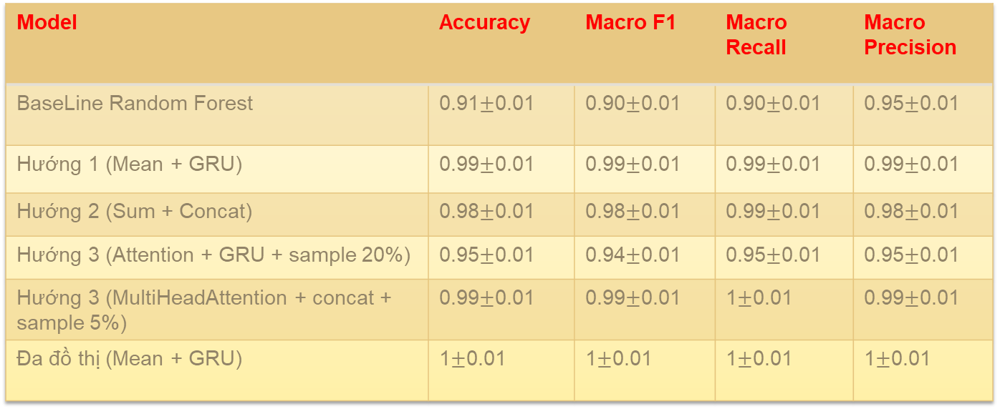 Model Accuracy Macro F1 Macro Macro
Recall Precision
BaseLine Random Forest 0.91±0.01 0.90±0.01 0.90±0.01 0.95±0.01
Hướng 1 (Mean + GRU) 0.99±0.01 0.99±0.01 0.99±0.01 0.99±0.01
Hướng 2 (Sum + Concat) 0.98±0.01 0.98±0.01 0.99±0.01 0.98±0.01
Hướng 3 (Attention + GRU + sample 20%) 0.95±0.01 0.94±0.01 0.95±0.01 0.95±0.01
Hướng 3 (MultiHeadAttention + concat + 0.99±0.01 0.99±0.01 1±0.01 0.99±0.01
sample 5%)
Đa đồ thị (Mean + GRU) 1±0.01 1±0.01 1±0.01 1±0.01